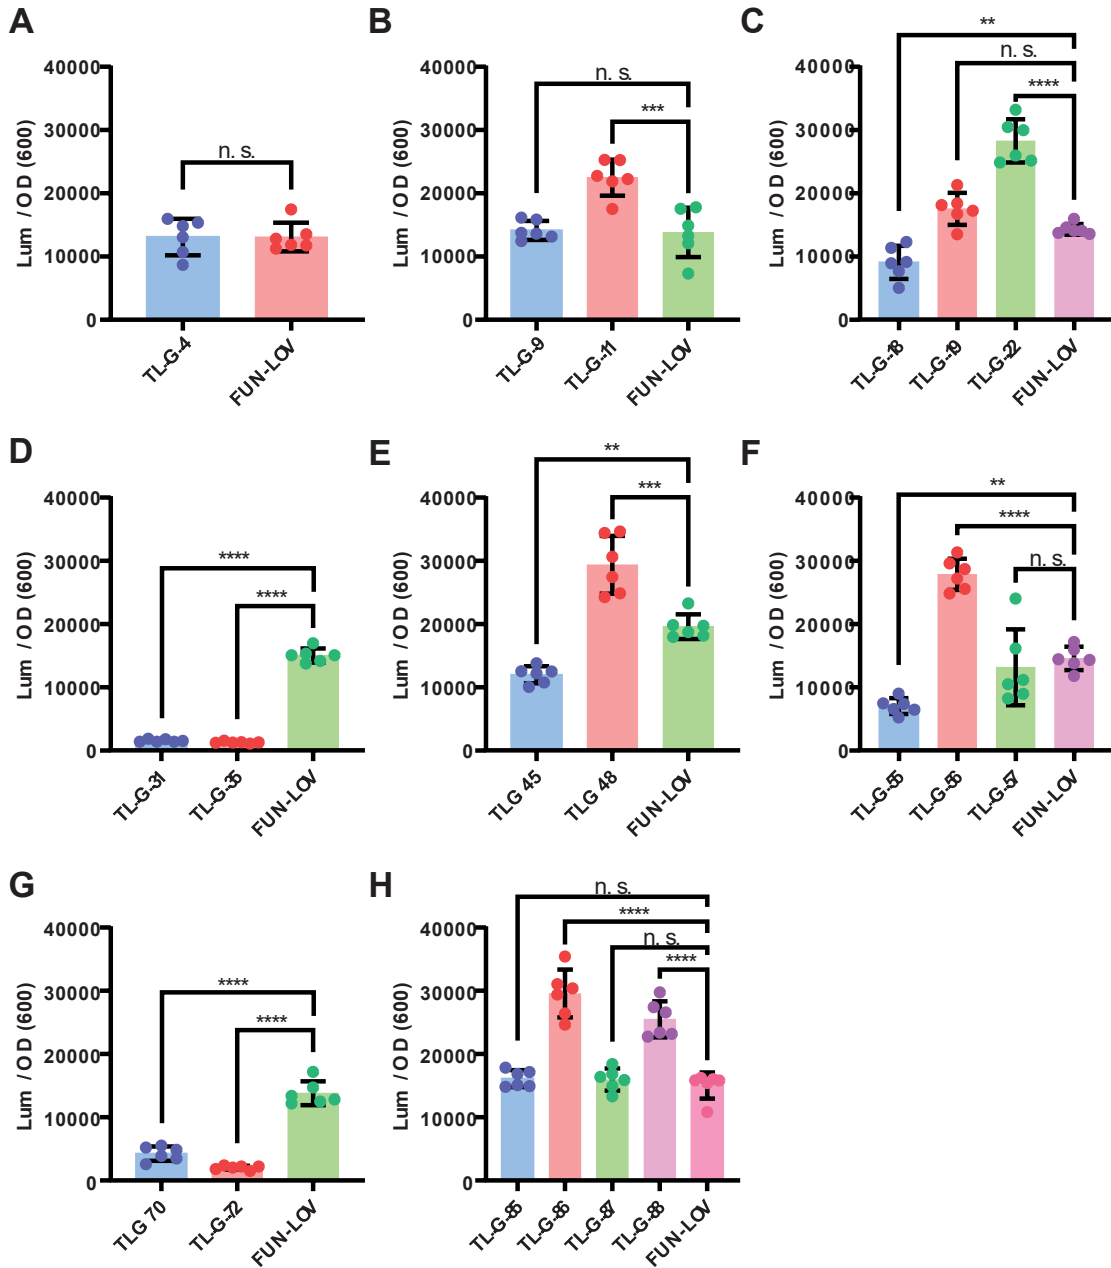 A
Lum / OD (600)
40000
30000
20000
10000
0
n. s.
TL-G-4
FUN-LOV
B
Lum / OD (600)
40000
30000
20000
10000
0
n. s.
***
TL-G-9
TL-G-11
FUN-LOV
C
Lum / OD (600)
40000
30000
20000
10000
0
**
n. s.
****
TL-G-18
TL-G-19
TL-G-22
FUN-LOV
D
Lum / OD (600)
40000
30000
20000
10000
0
****
****
TL-G-31
TL-G-35
FUN-LOV
E
Lum / OD (600)
40000
30000
20000
10000
0
**
***
TLG 45
TLG 48
FUN-LOV
F
Lum / OD (600)
40000
30000
20000
10000
0
**
****
n. s.
TL-G-55
TL-G-56
TL-G-57
FUN-LOV
G
Lum / OD (600)
40000
30000
20000
10000
0
****
****
TLG 70
TL-G-72
FUN-LOV
H
Lum / OD (600)
40000
30000
20000
10000
0
n. s.
****
n. s.
****
TL-G-85
TL-G-86
TL-G-87
TL-G-88
FUN-LOV